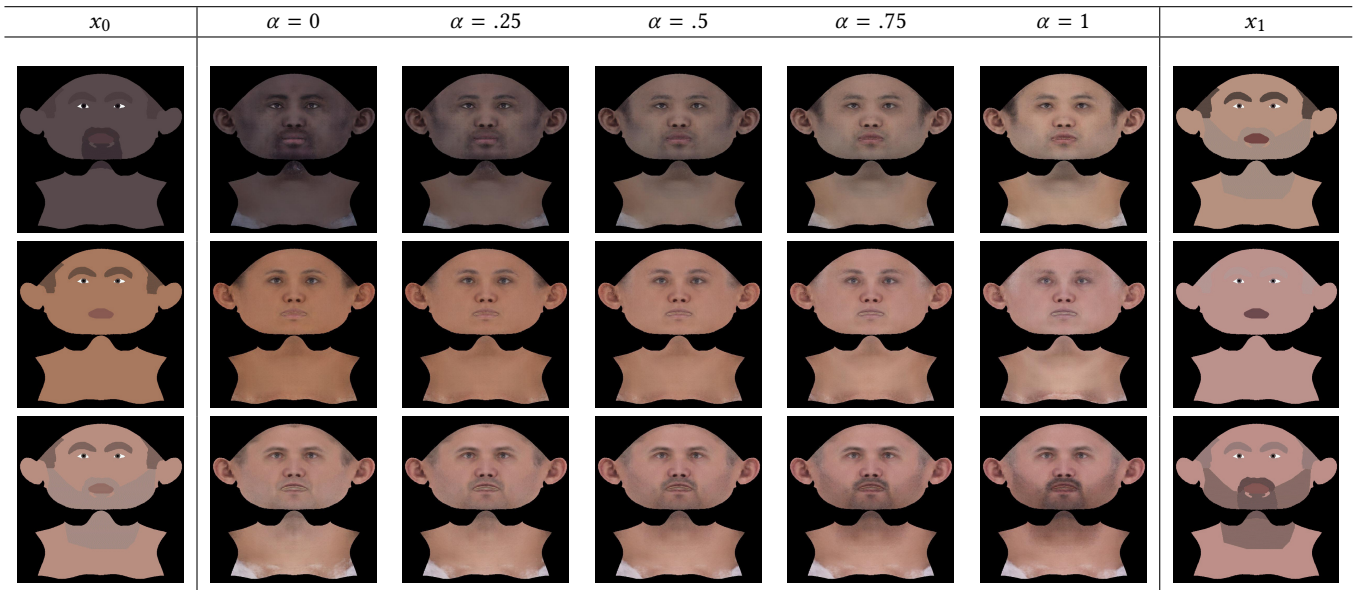 x₀ α = 0 α = .25 α = .5 α = .75 α = 1 x₁